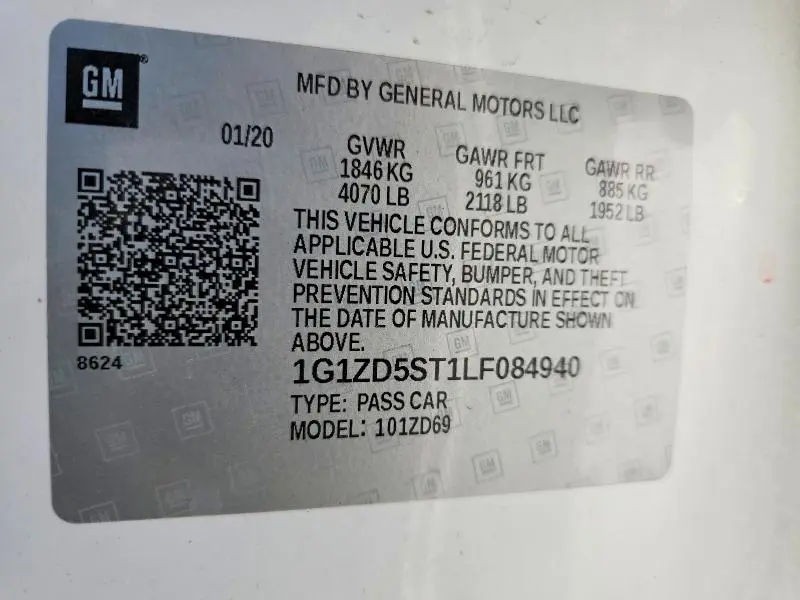 GM
MFD BY GENERAL MOTORS LLC
01/20
GVWR GAWR FRT GAWR RR
1846 KG 961 KG 885 KG
4070 LB 2118 LB 1952 LB
THIS VEHICLE CONFORMS TO ALL
APPLICABLE U.S. FEDERAL MOTOR
VEHICLE SAFETY, BUMPER, AND THEFT
PREVENTION STANDARDS IN EFFECT ON
THE DATE OF MANUFACTURE SHOWN
ABOVE.
8624
1G1ZD5ST1LF084940
TYPE: PASS CAR
MODEL: 101ZD69